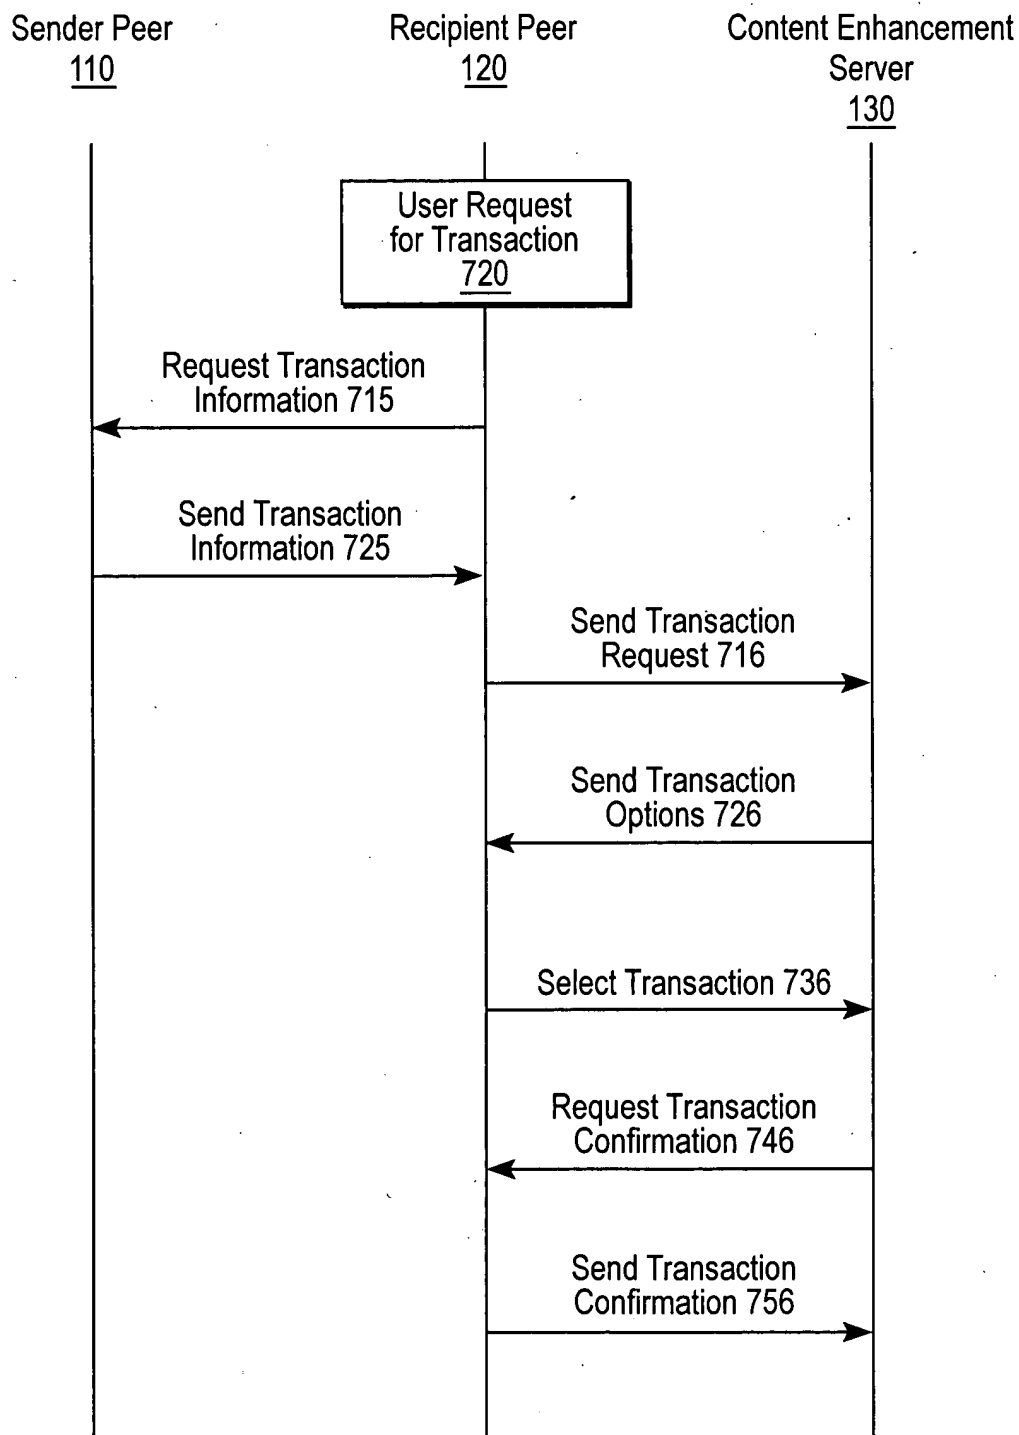 Sender Peer
110
Recipient Peer
120
Content Enhancement
Server
130
User Request
for Transaction
720
Request Transaction
Information 715
Send Transaction
Information 725
Send Transaction
Request 716
Send Transaction
Options 726
Select Transaction 736
Request Transaction
Confirmation 746
Send Transaction
Confirmation 756